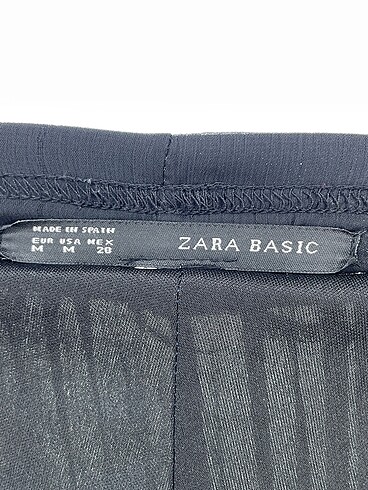 MADE IN SPAIN
EUR USA MEX
M M 28
ZARA BASIC